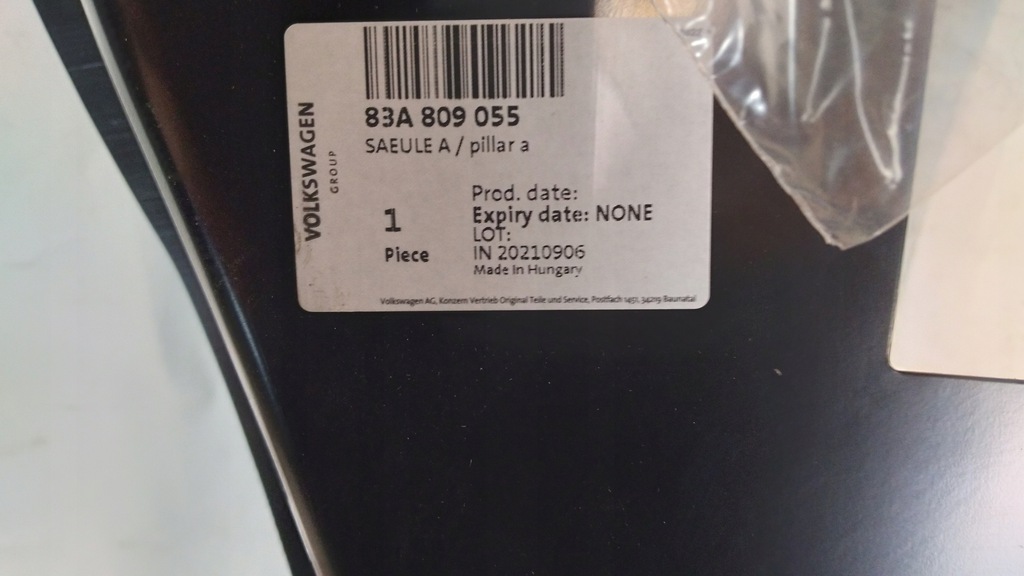 VOLKSWAGEN
GROUP
83A 809 055
SAEULE A / pillar a
1
Piece
Prod. date:
Expiry date: NONE
LOT:
IN 20210906
Made In Hungary
Volkswagen AG, Konzern Vertrieb Original Teile und Service, Postfach 1451, 34219 Baunatal